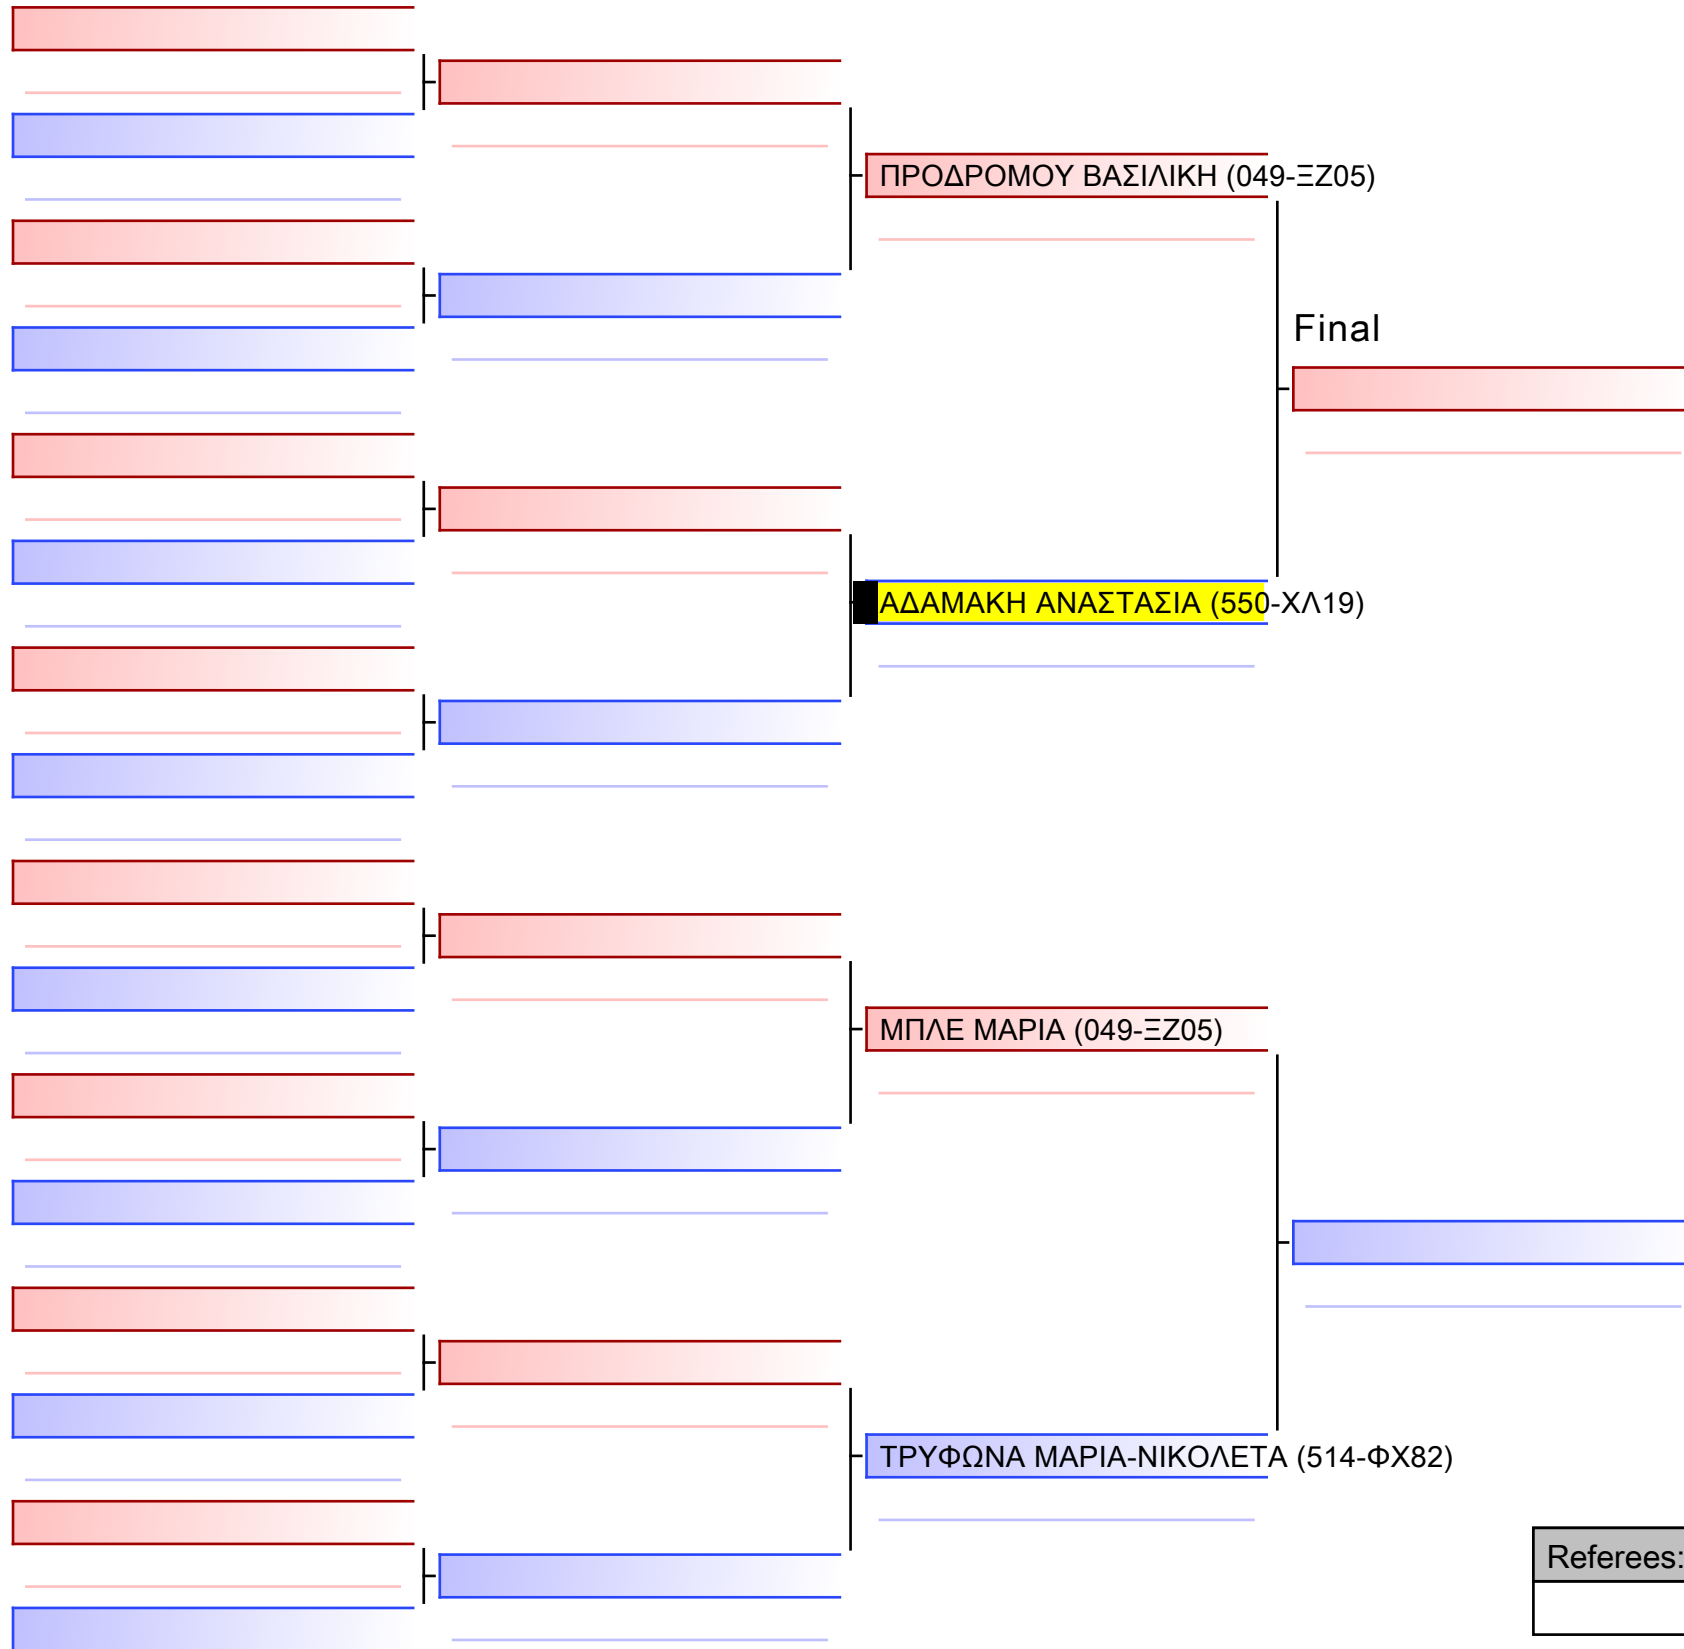 ΠΡΟΔΡΟΜΟΥ ΒΑΣΙΛΙΚΗ (049-ΞΖ05)
Final
ΑΔΑΜΑΚΗ ΑΝΑΣΤΑΣΙΑ (550-ΧΛ19)
ΜΠΛΕ ΜΑΡΙΑ (049-ΞΖ05)
ΤΡΥΦΩΝΑ ΜΑΡΙΑ-ΝΙΚΟΛΕΤΑ (514-ΦΧ82)
Referees: